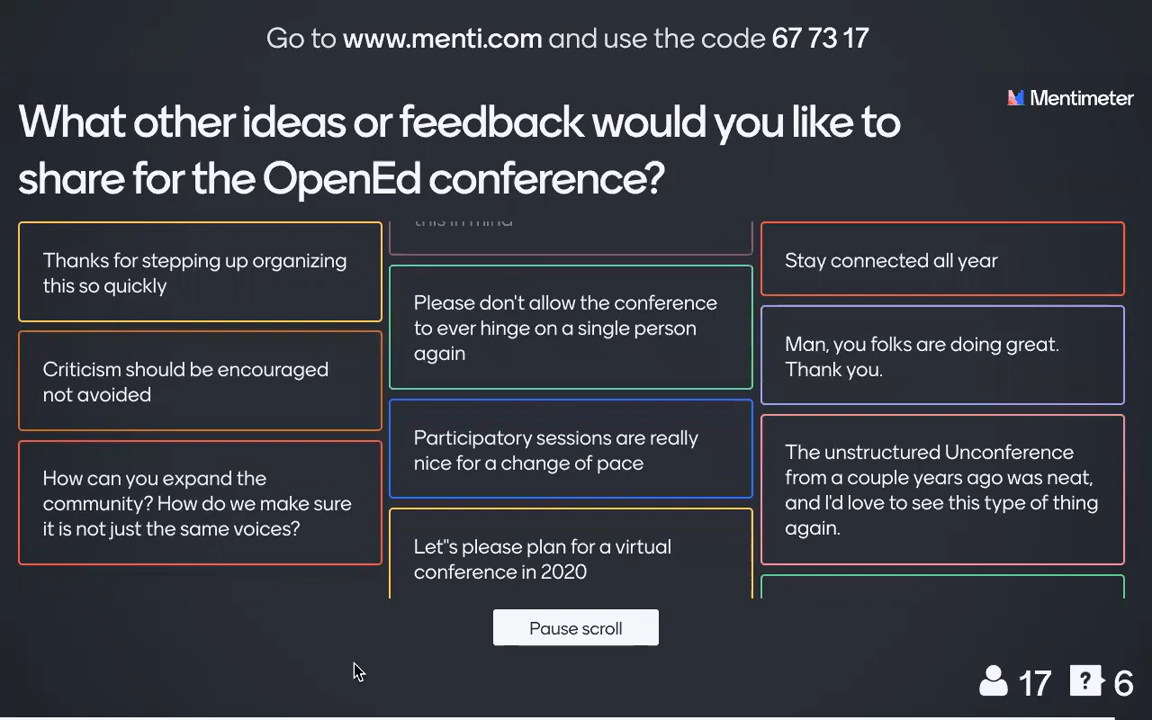 Go to www.menti.com and use the code 67 73 17
Mentimeter
What other ideas or feedback would you like to
share for the OpenEd conference?
Thanks for stepping up organizing
this so quickly
Criticism should be encouraged
not avoided
How can you expand the
community? How do we make sure
it is not just the same voices?
this in mind
Please don't allow the conference
to ever hinge on a single person
again
Participatory sessions are really
nice for a change of pace
Let"s please plan for a virtual
conference in 2020
Stay connected all year
Man, you folks are doing great.
Thank you.
The unstructured Unconference
from a couple years ago was neat,
and I'd love to see this type of thing
again.
Pause scroll
17
? 6